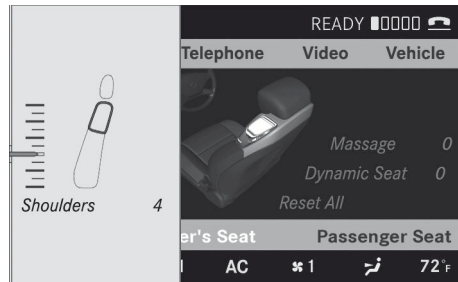 READY
Telephone Video Vehicle
Massage 0
Dynamic Seat 0
Reset All
Shoulders 4
er's Seat Passenger Seat
AC 1 72°F